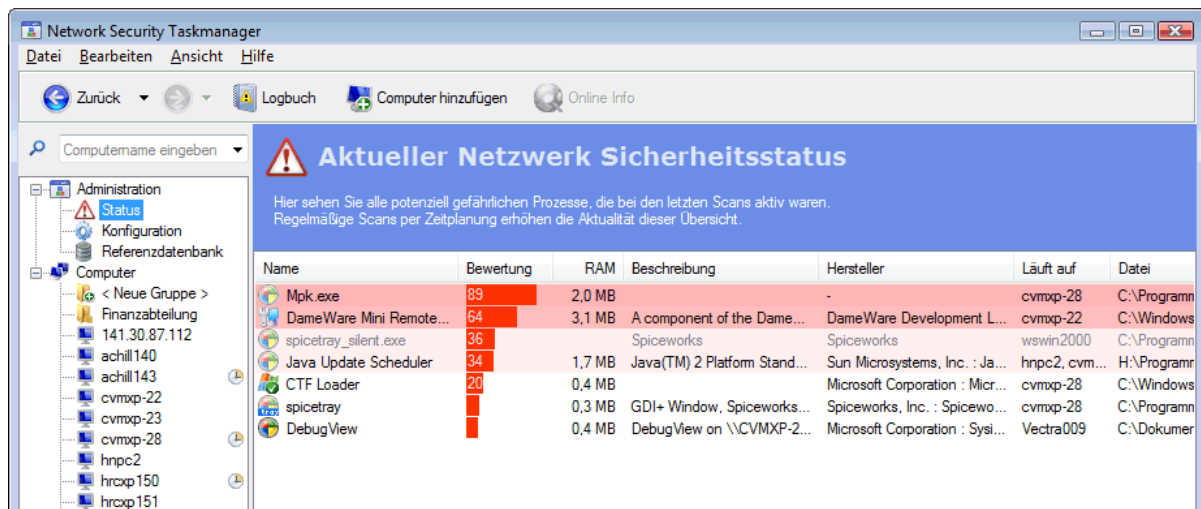 Network Security Taskmanager
Datei Bearbeiten Ansicht Hilfe
Zurück Logbuch Computer hinzufügen Online Info
Computername eingeben
Aktueller Netzwerk Sicherheitsstatus
Hier sehen Sie alle potenziell gefährlichen Prozesse, die bei den letzten Scans aktiv waren.
Regelmäßige Scans per Zeitplanung erhöhen die Aktualität dieser Übersicht.
Administration
Status
Konfiguration
Referenzdatenbank
Computer
< Neue Gruppe >
Finanzabteilung
141.30.87.112
achill140
achill143
cvmxp-22
cvmxp-23
cvmxp-28
hnpc2
hrcxp150
hrcxp151
Name Bewertung RAM Beschreibung Hersteller Läuft auf Datei
Mpk.exe 89 2,0 MB - cvmxp-28 C:\Programm
DameWare Mini Remote... 64 3,1 MB A component of the Dame... DameWare Development L... cvmxp-22 C:\Windows
spicetray_silent.exe 36 Spiceworks Spiceworks wswin2000 C:\Programm
Java Update Scheduler 34 1,7 MB Java(TM) 2 Platform Stand... Sun Microsystems, Inc. : Ja... hnpc2, cvm... H:\Programm
CTF Loader 20 0,4 MB Microsoft Corporation : Micr... cvmxp-28 C:\Windows
spicetray 0,3 MB GDI+ Window, Spiceworks... Spiceworks, Inc. : Spicewo... cvmxp-28 C:\Programm
DebugView 0,4 MB DebugView on \\CVMXP-2... Microsoft Corporation : Sysi... Vectra009 C:\Dokumen